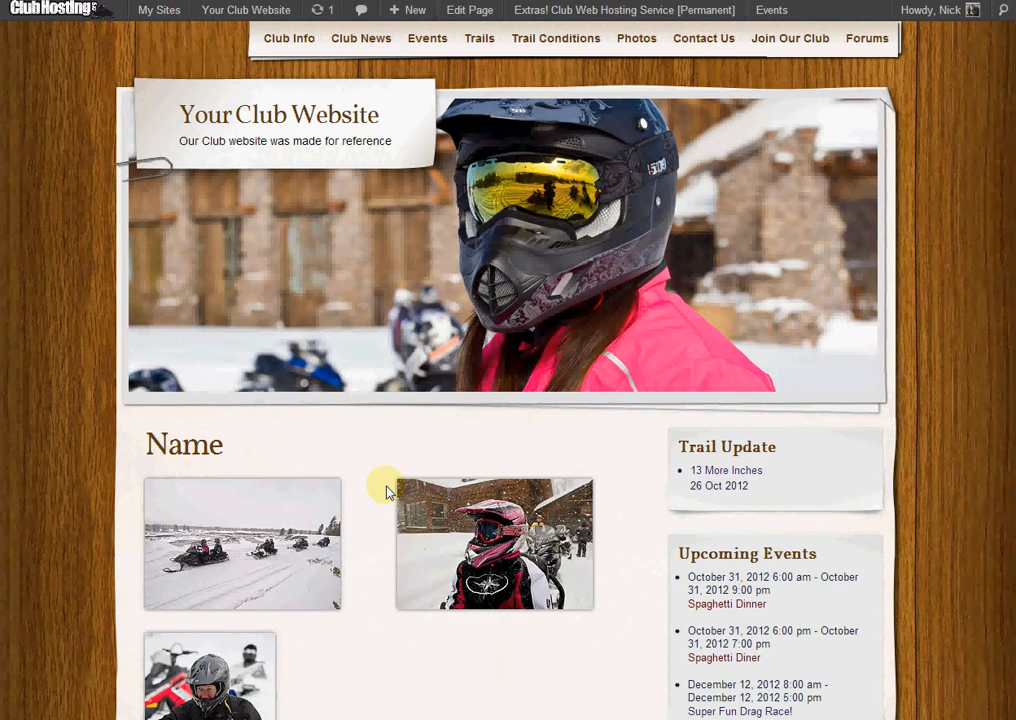 ClubHosting My Sites Your Club Website 1 New Edit Page Extras! Club Web Hosting Service [Permanent] Events Howdy, Nick
Club Info Club News Events Trails Trail Conditions Photos Contact Us Join Our Club Forums
Your Club Website
Our Club website was made for reference
509
Name
Trail Update
13 More Inches
26 Oct 2012
Upcoming Events
October 31, 2012 6:00 am - October
31, 2012 9:00 pm
Spaghetti Dinner
October 31, 2012 6:00 pm - October
31, 2012 7:00 pm
Spaghetti Diner
December 12, 2012 8:00 am -
December 12, 2012 5:00 pm
Super Fun Drag Race!